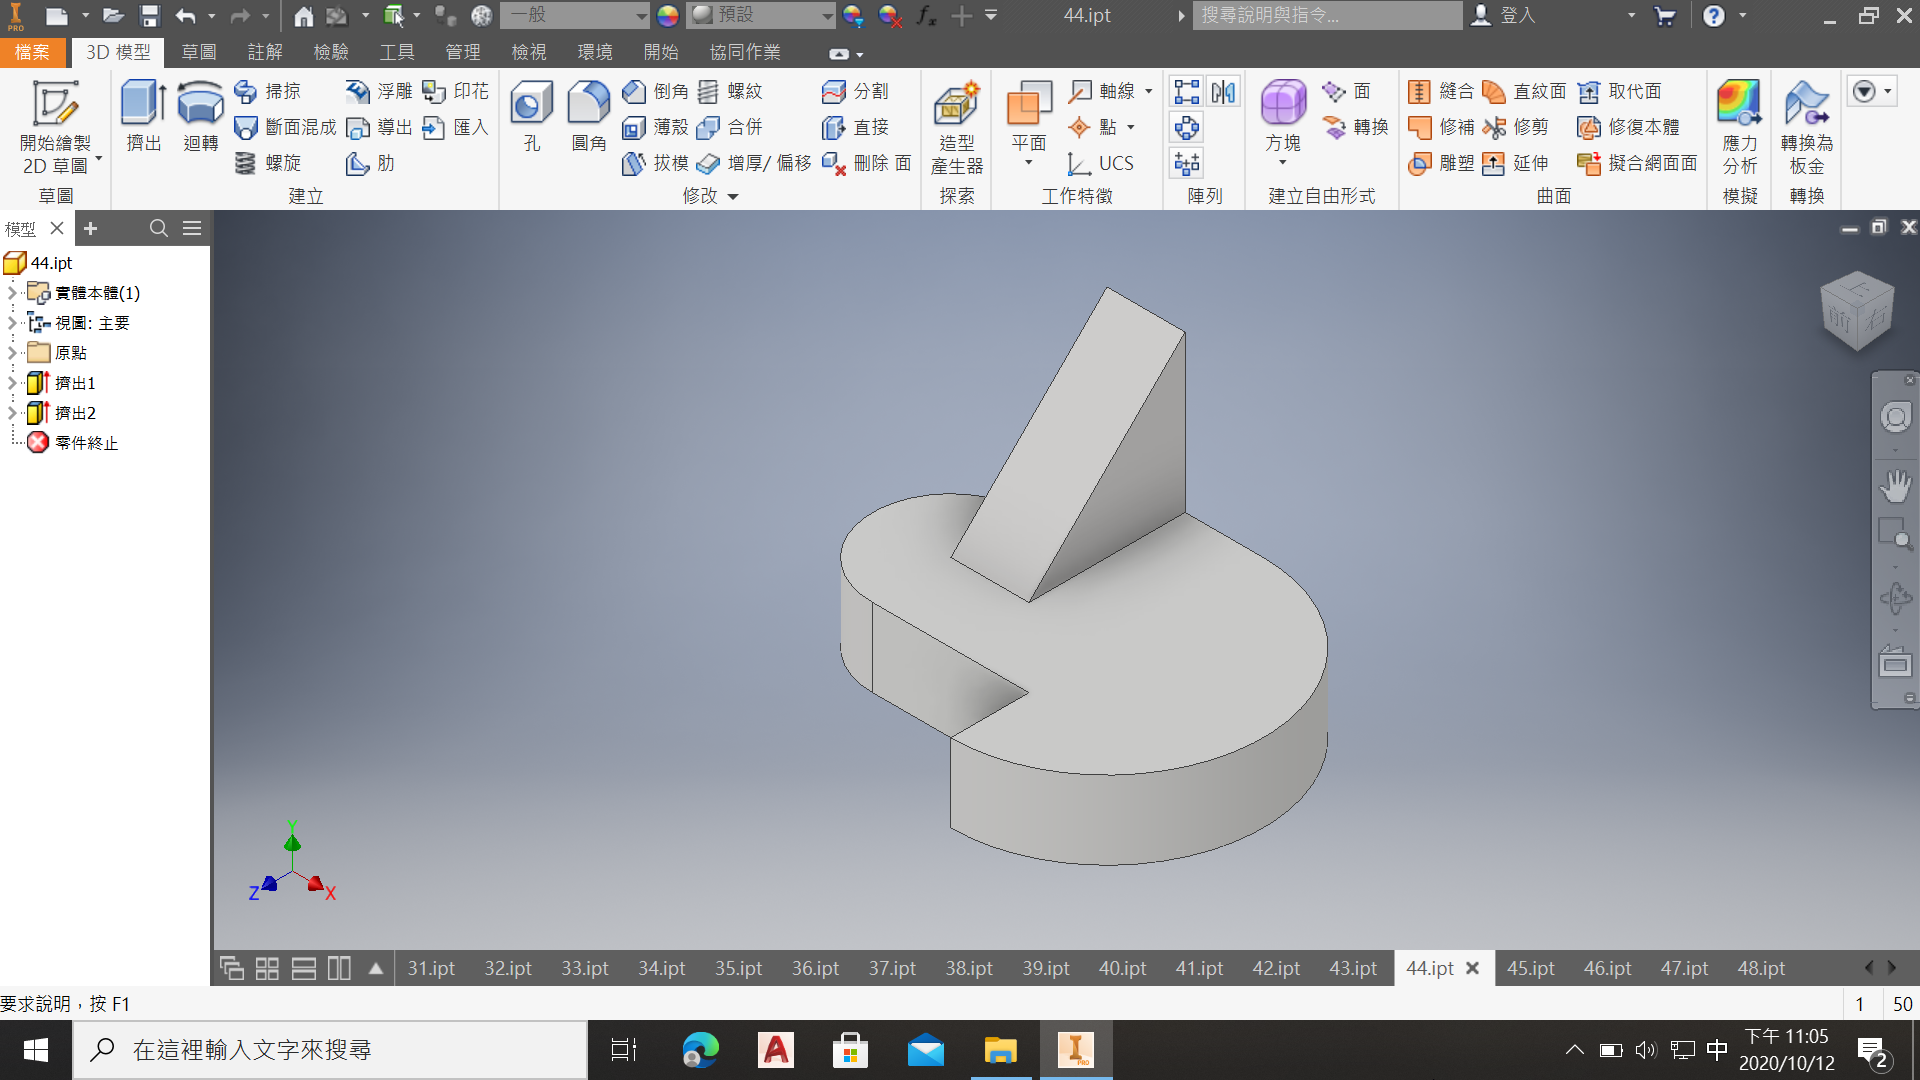 PRO
一般
預設
fx
44.ipt
搜尋說明與指令...
登入
檔案
3D 模型
草圖
註解
檢驗
工具
管理
檢視
環境
開始
協同作業
開始繪製
2D 草圖
草圖
擠出
迴轉
掃掠
浮雕
印花
斷面混成
導出
匯入
螺旋
肋
建立
孔
圓角
倒角
螺紋
分割
薄殼
合併
直接
拔模
增厚/ 偏移
刪除 面
修改
造型
產生器
探索
平面
軸線
點
UCS
工作特徵
陣列
方塊
面
轉換
建立自由形式
縫合
直紋面
取代面
修補
修剪
修復本體
雕塑
延伸
擬合網面面
曲面
應力
分析
模擬
轉換為
板金
轉換
模型
44.ipt
實體本體(1)
視圖: 主要
原點
擠出1
擠出2
零件終止
上
前
右
Y
Z
X
31.ipt
32.ipt
33.ipt
34.ipt
35.ipt
36.ipt
37.ipt
38.ipt
39.ipt
40.ipt
41.ipt
42.ipt
43.ipt
44.ipt
45.ipt
46.ipt
47.ipt
48.ipt
要求說明，按 F1
1
50
在這裡輸入文字來搜尋
PRO
中
下午 11:05
2020/10/12
2